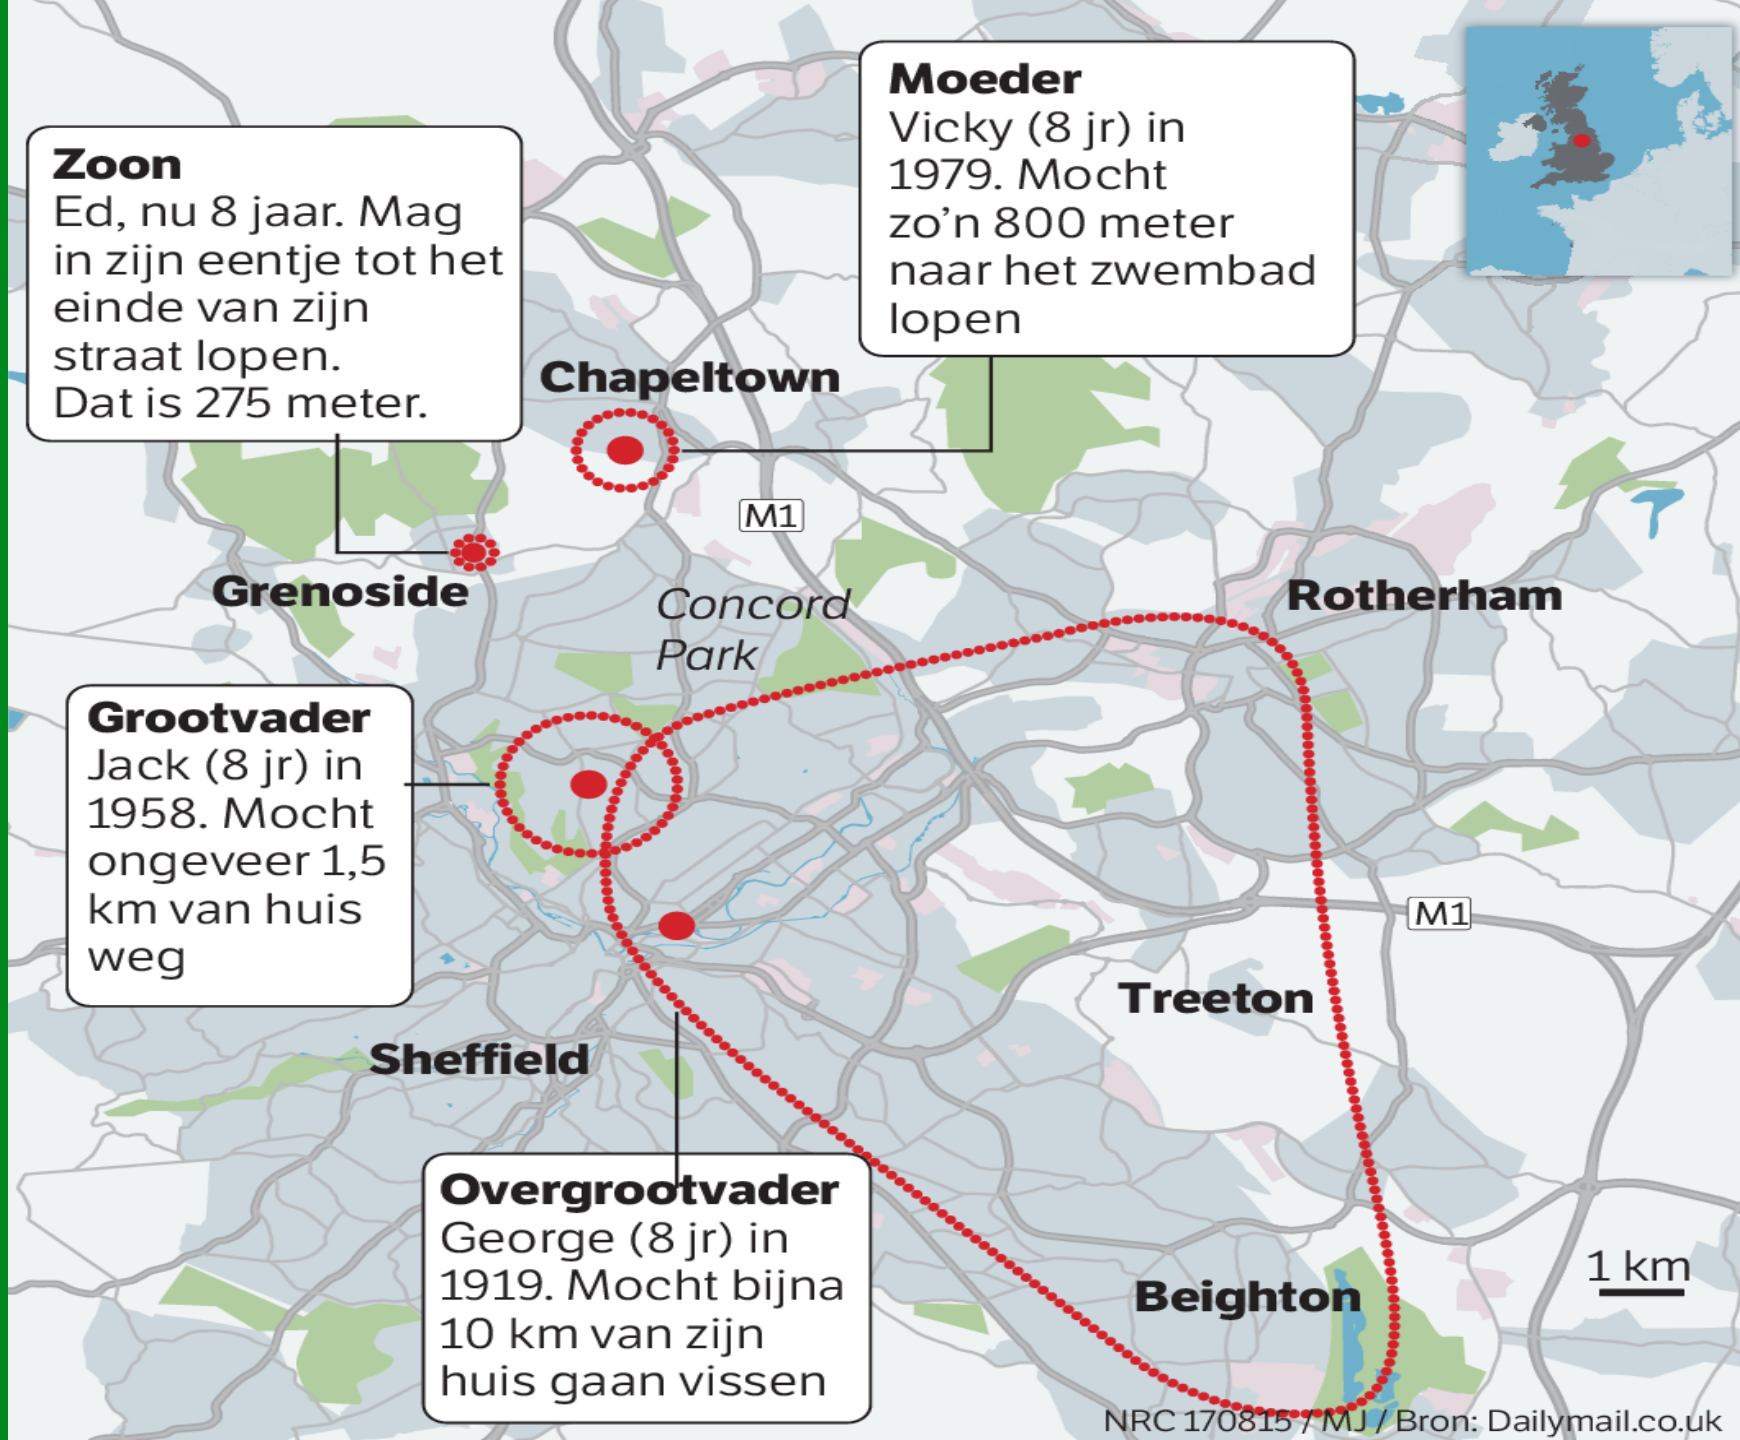 Moeder
Vicky (8 jr) in
1979. Mocht
zo’n 800 meter
naar het zwembad
lopen
Zoon
Ed, nu 8 jaar. Mag
in zijn eentje tot het
einde van zijn
straat lopen.
Dat is 275 meter.
Chapeltown
M1
Grenoside
Concord
Park
Rotherham
Grootvader
Jack (8 jr) in
1958. Mocht
ongeveer 1,5
km van huis
weg
M1
Treeton
Sheffield
Overgrootvader
George (8 jr) in
1919. Mocht bijna
10 km van zijn
huis gaan vissen
Beighton
1 km
NRC 170815 / MJ / Bron: Dailymail.co.uk